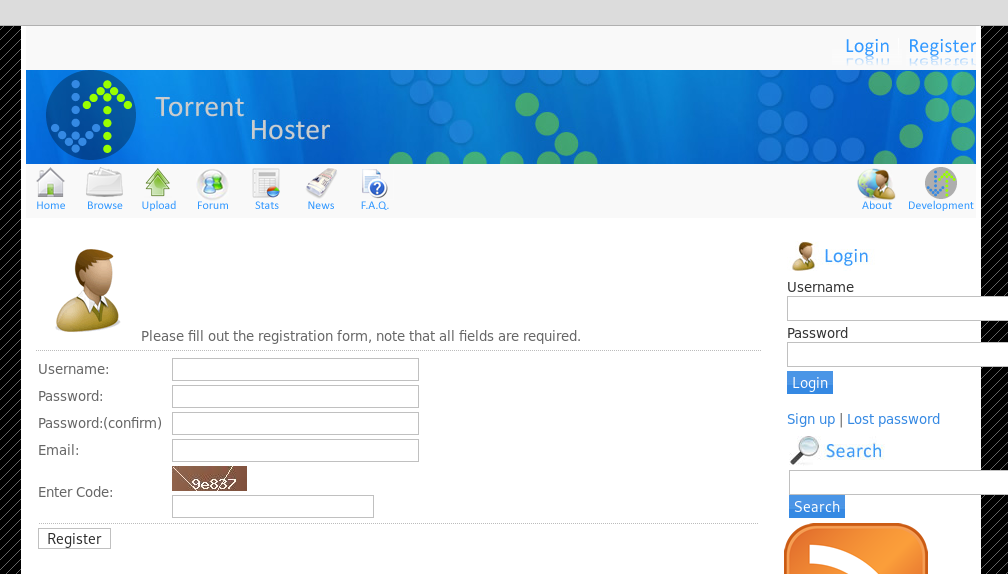 Login Register
Torrent
Hoster
Home Browse Upload Forum Stats News F.A.Q. About Development
Please fill out the registration form, note that all fields are required.
Username:
Password:
Password:(confirm)
Email:
9e837
Enter Code:
Register
Login
Username
Password
Login
Sign up | Lost password
Search
Search